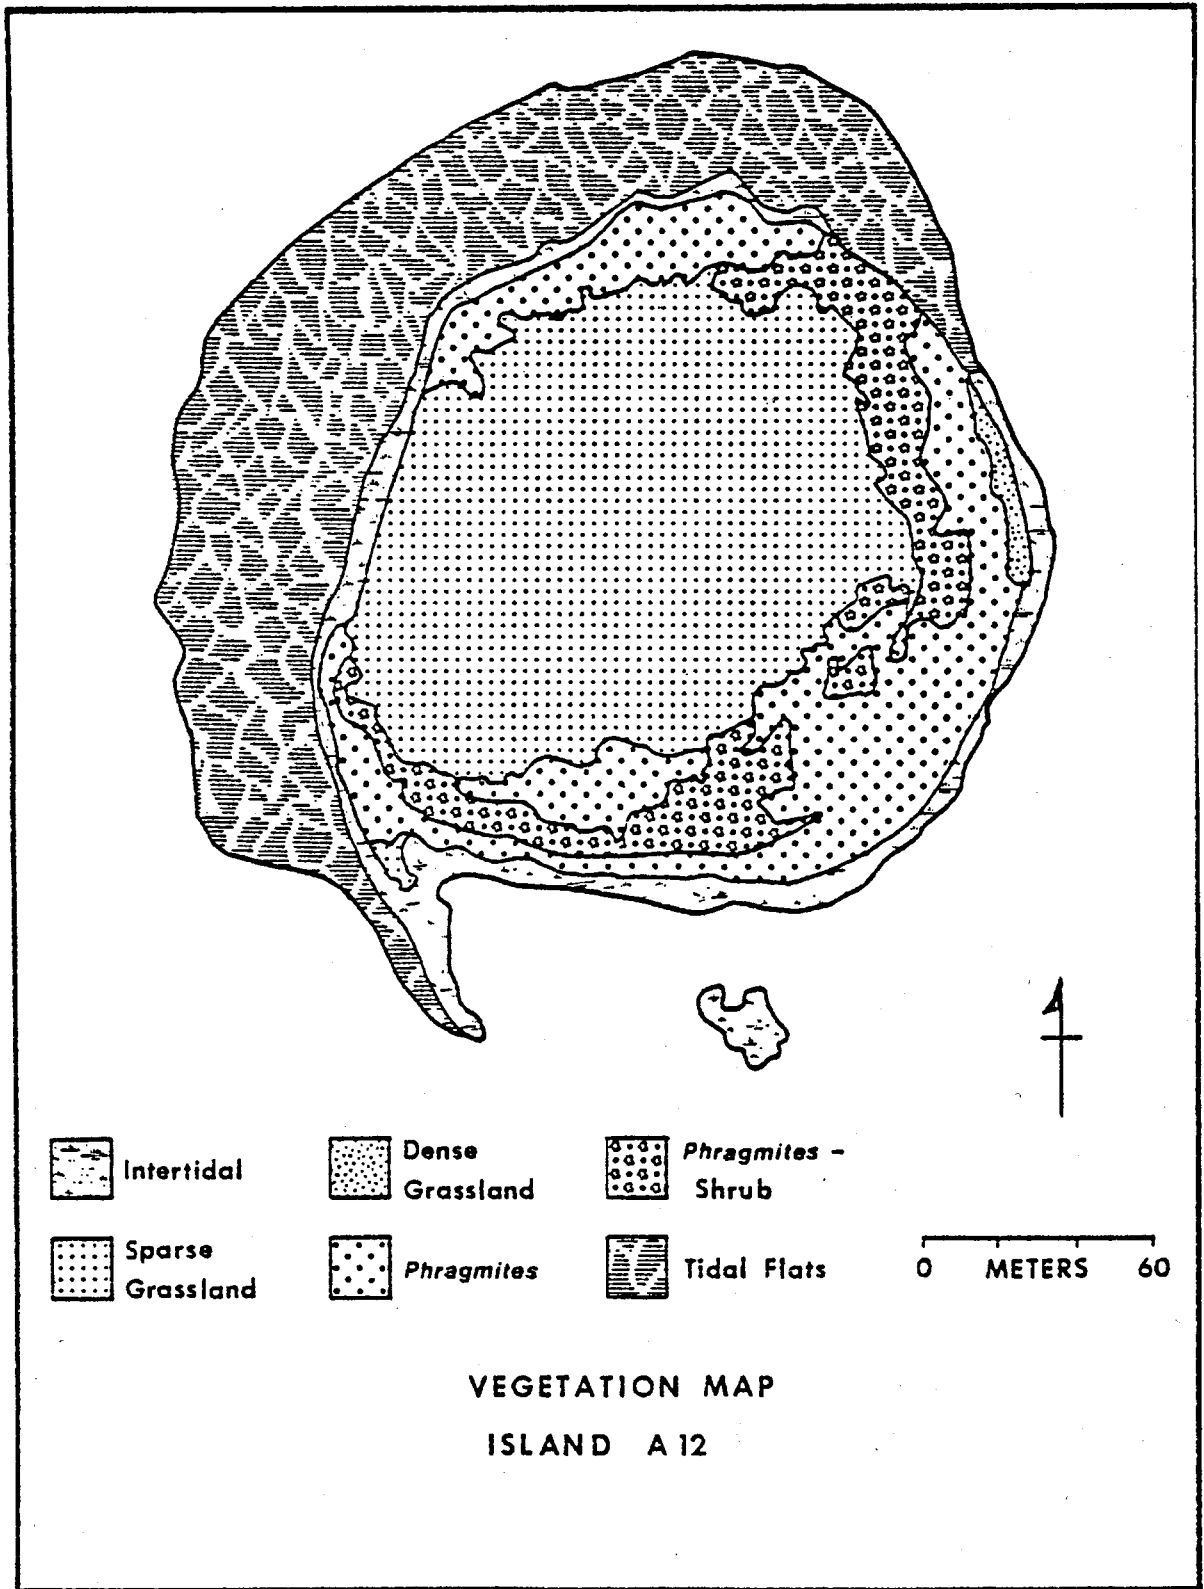 Intertidal
Dense
Grassland
Phragmites –
Shrub
Sparse
Grassland
Phragmites
Tidal Flats
0 METERS 60
VEGETATION MAP
ISLAND A 12